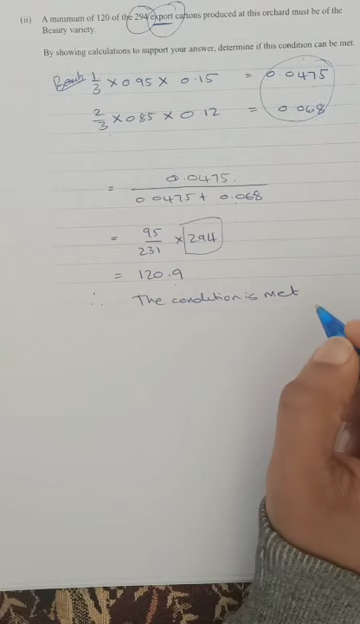 (ii) A minimum of 120 of the 294 export cartons produced at this orchard must be of the
Beauty variety.
By showing calculations to support your answer, determine if this condition can be met
1/3 × 0.95 × 0.15 = 0.0475
2/3 × 0.85 × 0.12 = 0.068
= 0.0475 / 0.0475 + 0.068
= 95/231 × 294
= 120.9
∴ The condition is met